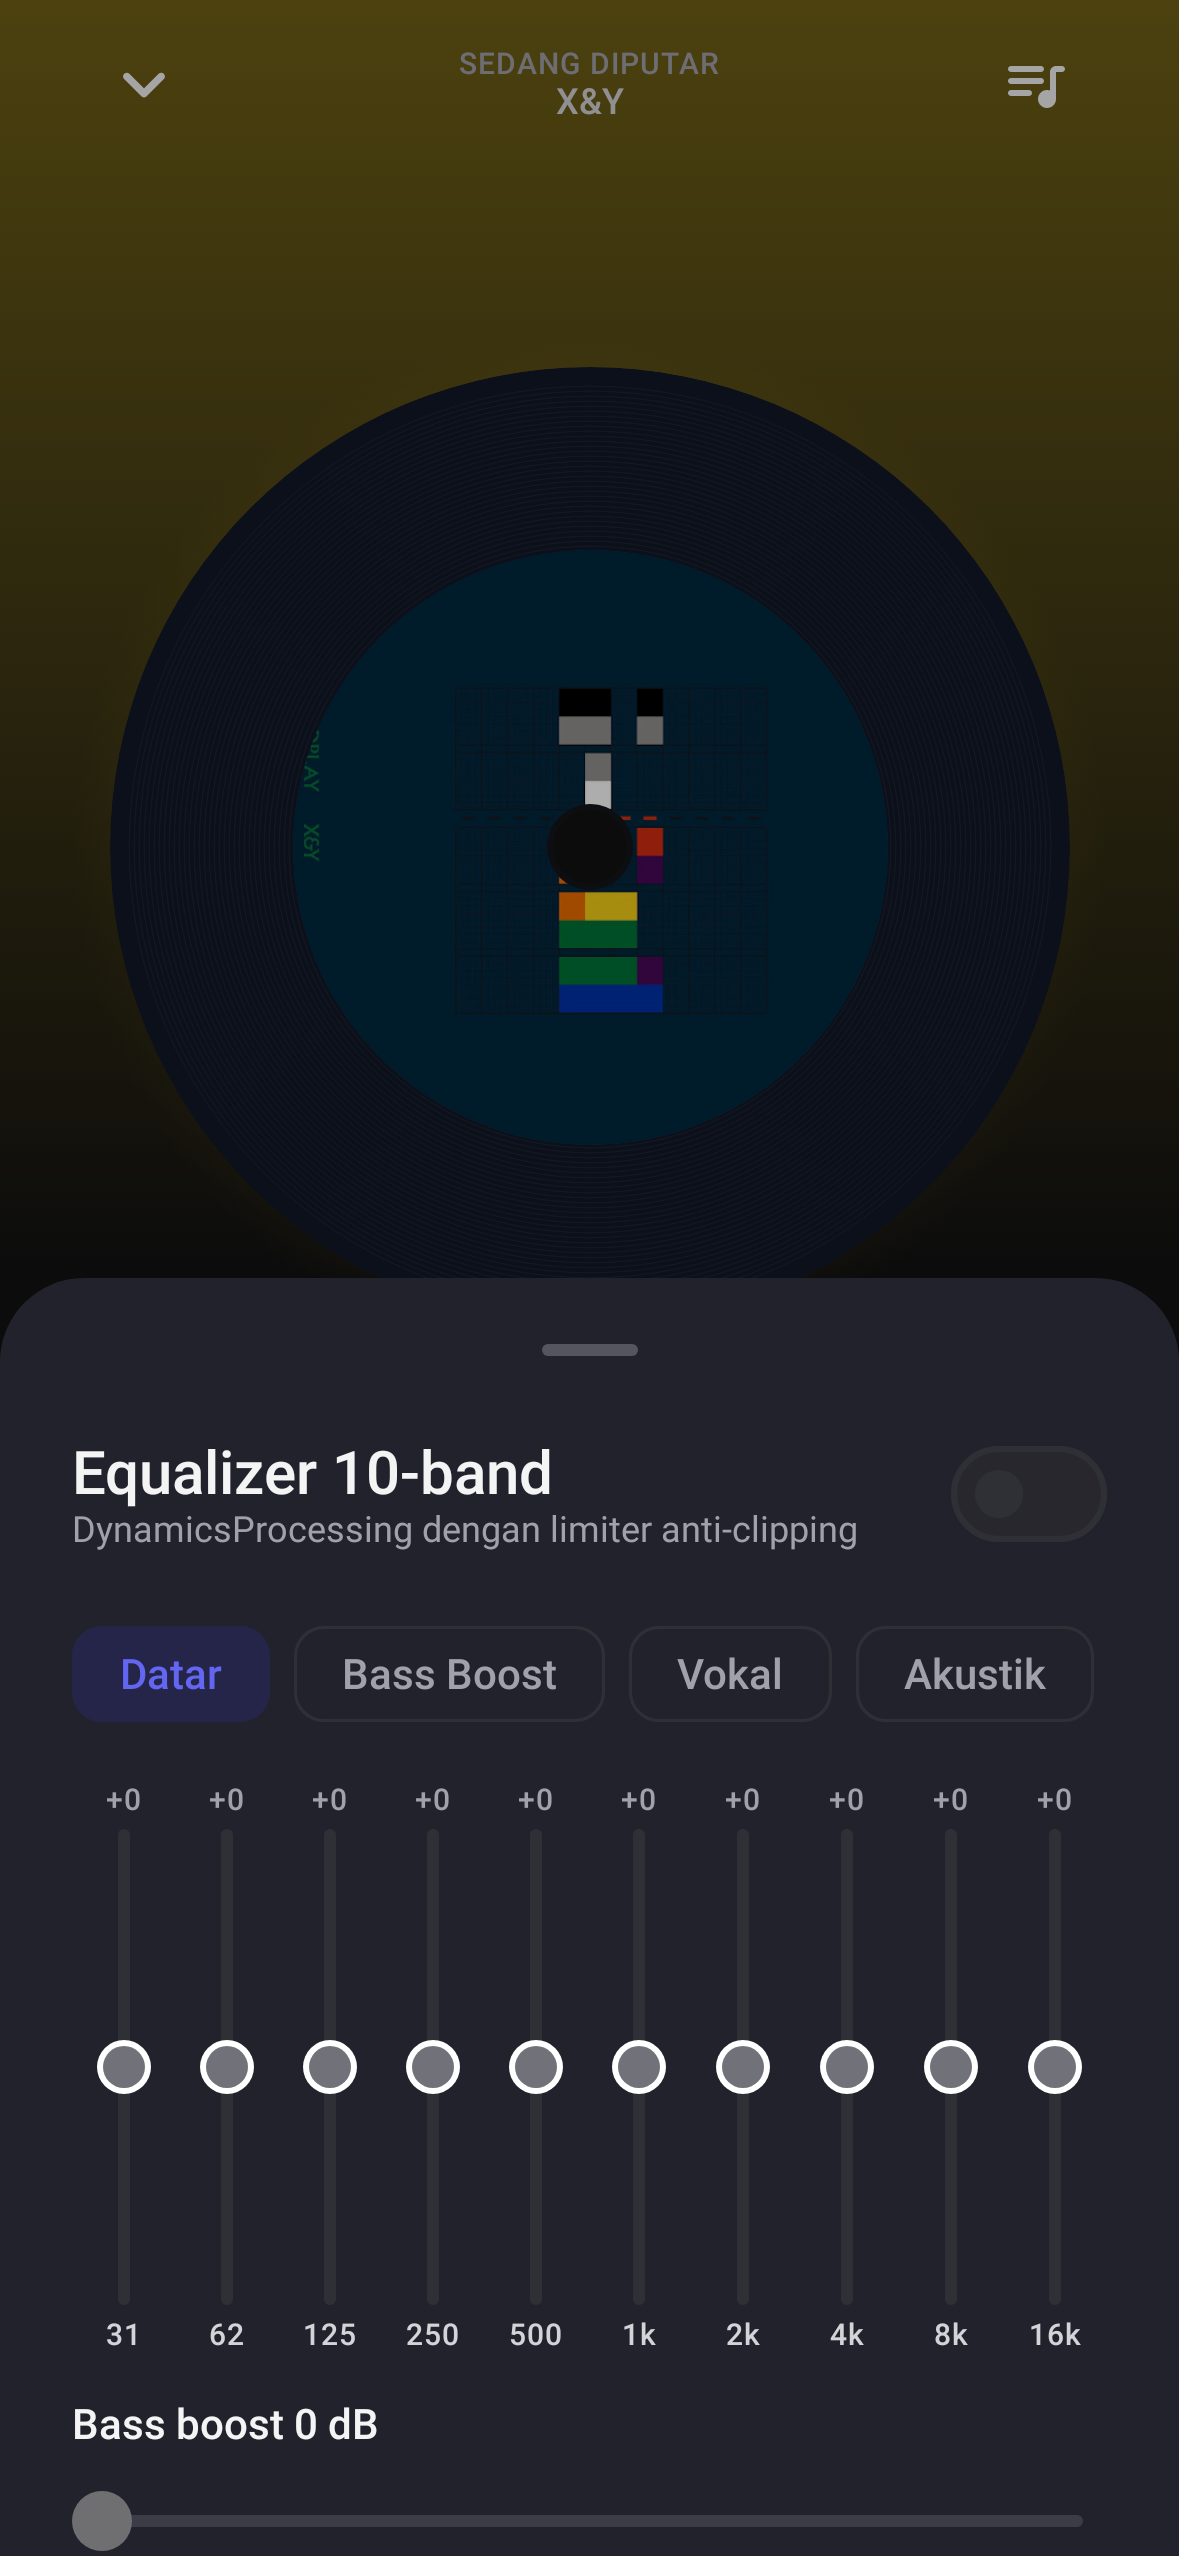 SEDANG DIPUTAR
X&Y
PLAY XGY
Equalizer 10-band
DynamicsProcessing dengan limiter anti-clipping
Datar Bass Boost Vokal Akustik
+0 +0 +0 +0 +0 +0 +0 +0 +0 +0
31 62 125 250 500 1k 2k 4k 8k 16k
Bass boost 0 dB